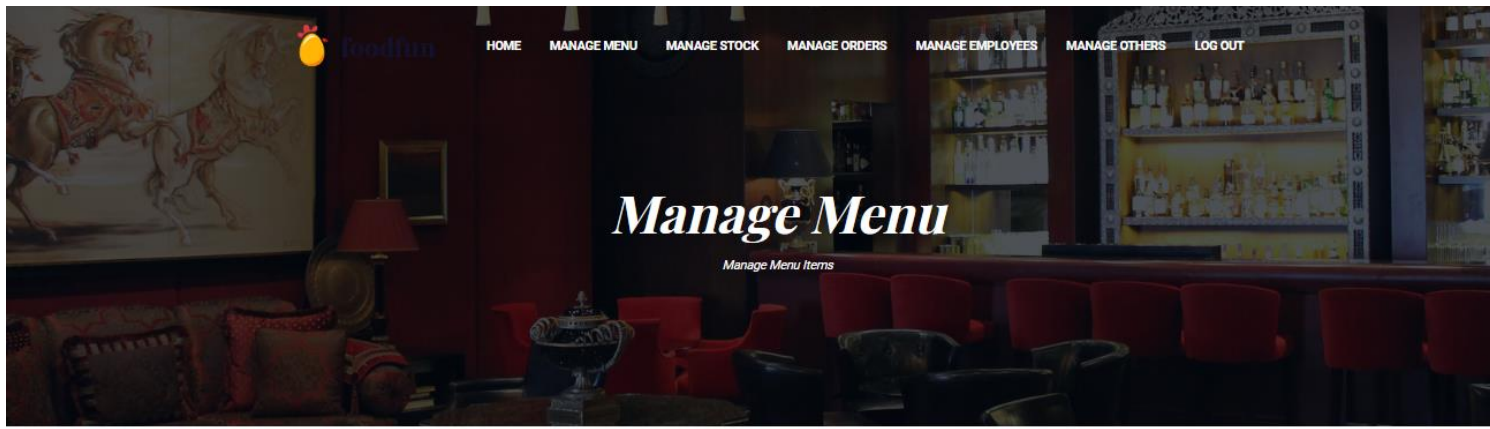 foodfun
HOME MANAGE MENU MANAGE STOCK MANAGE ORDERS MANAGE EMPLOYEES MANAGE OTHERS LOG OUT
Manage Menu
Manage Menu Items